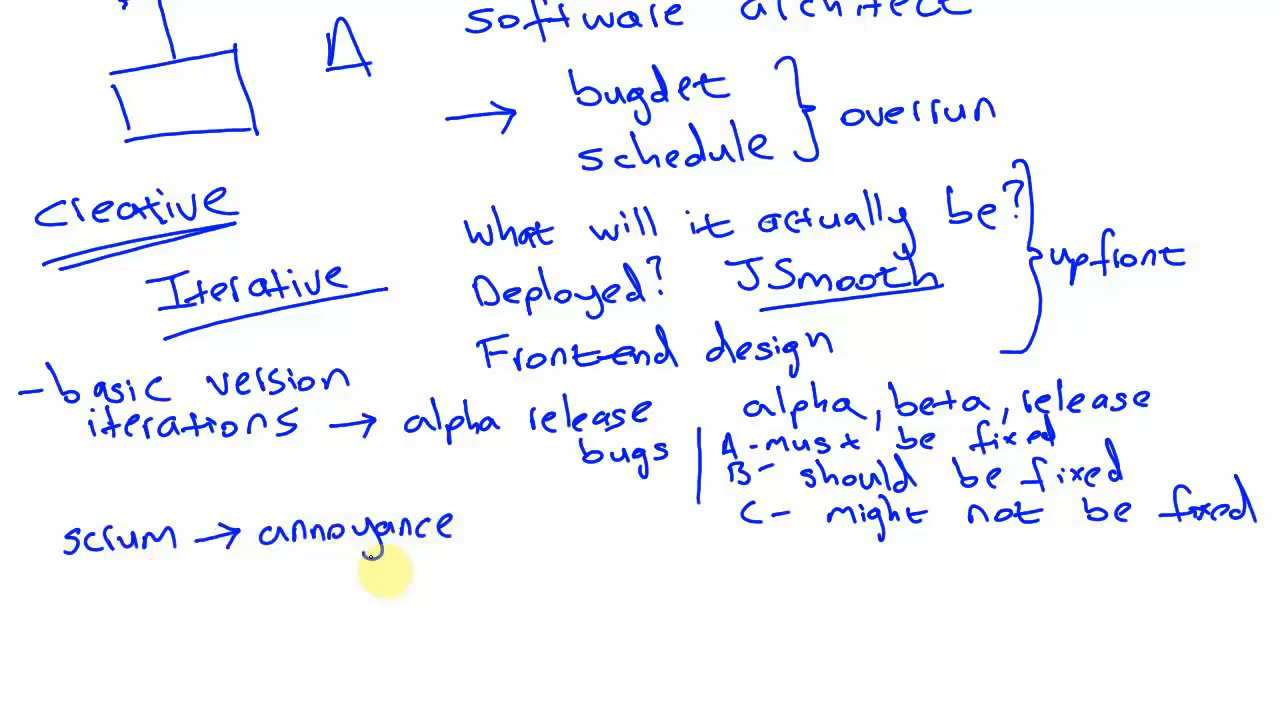 software architect
A
→ bugdet
schedule } overrun
Creative
What will it actually be?
Iterative
Deployed? JSmooth } upfront
Front-end design
- basic version
iterations → alpha release
bugs
alpha, beta, release
A - must be fixed
B - should be fixed
C - might not be fixed
scrum → annoyance